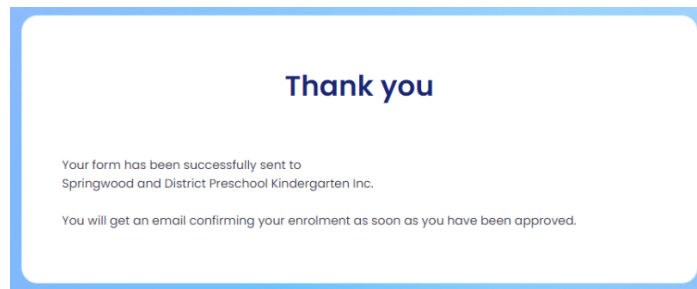 Thank you
Your form has been successfully sent to
Springwood and District Preschool Kindergarten Inc.
You will get an email confirming your enrolment as soon as you have been approved.